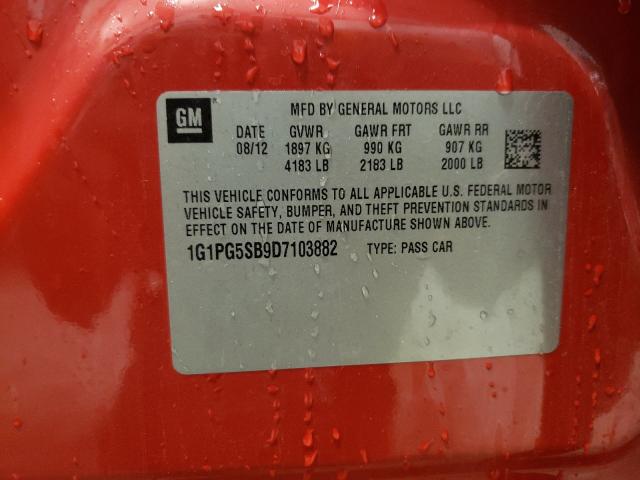 GM
MFD BY GENERAL MOTORS LLC
DATE GVWR GAWR FRT GAWR RR
08/12 1897 KG 990 KG 907 KG
4183 LB 2183 LB 2000 LB
THIS VEHICLE CONFORMS TO ALL APPLICABLE U.S. FEDERAL MOTOR
VEHICLE SAFETY, BUMPER, AND THEFT PREVENTION STANDARDS IN
EFFECT ON THE DATE OF MANUFACTURE SHOWN ABOVE.
1G1PG5SB9D7103882 TYPE: PASS CAR